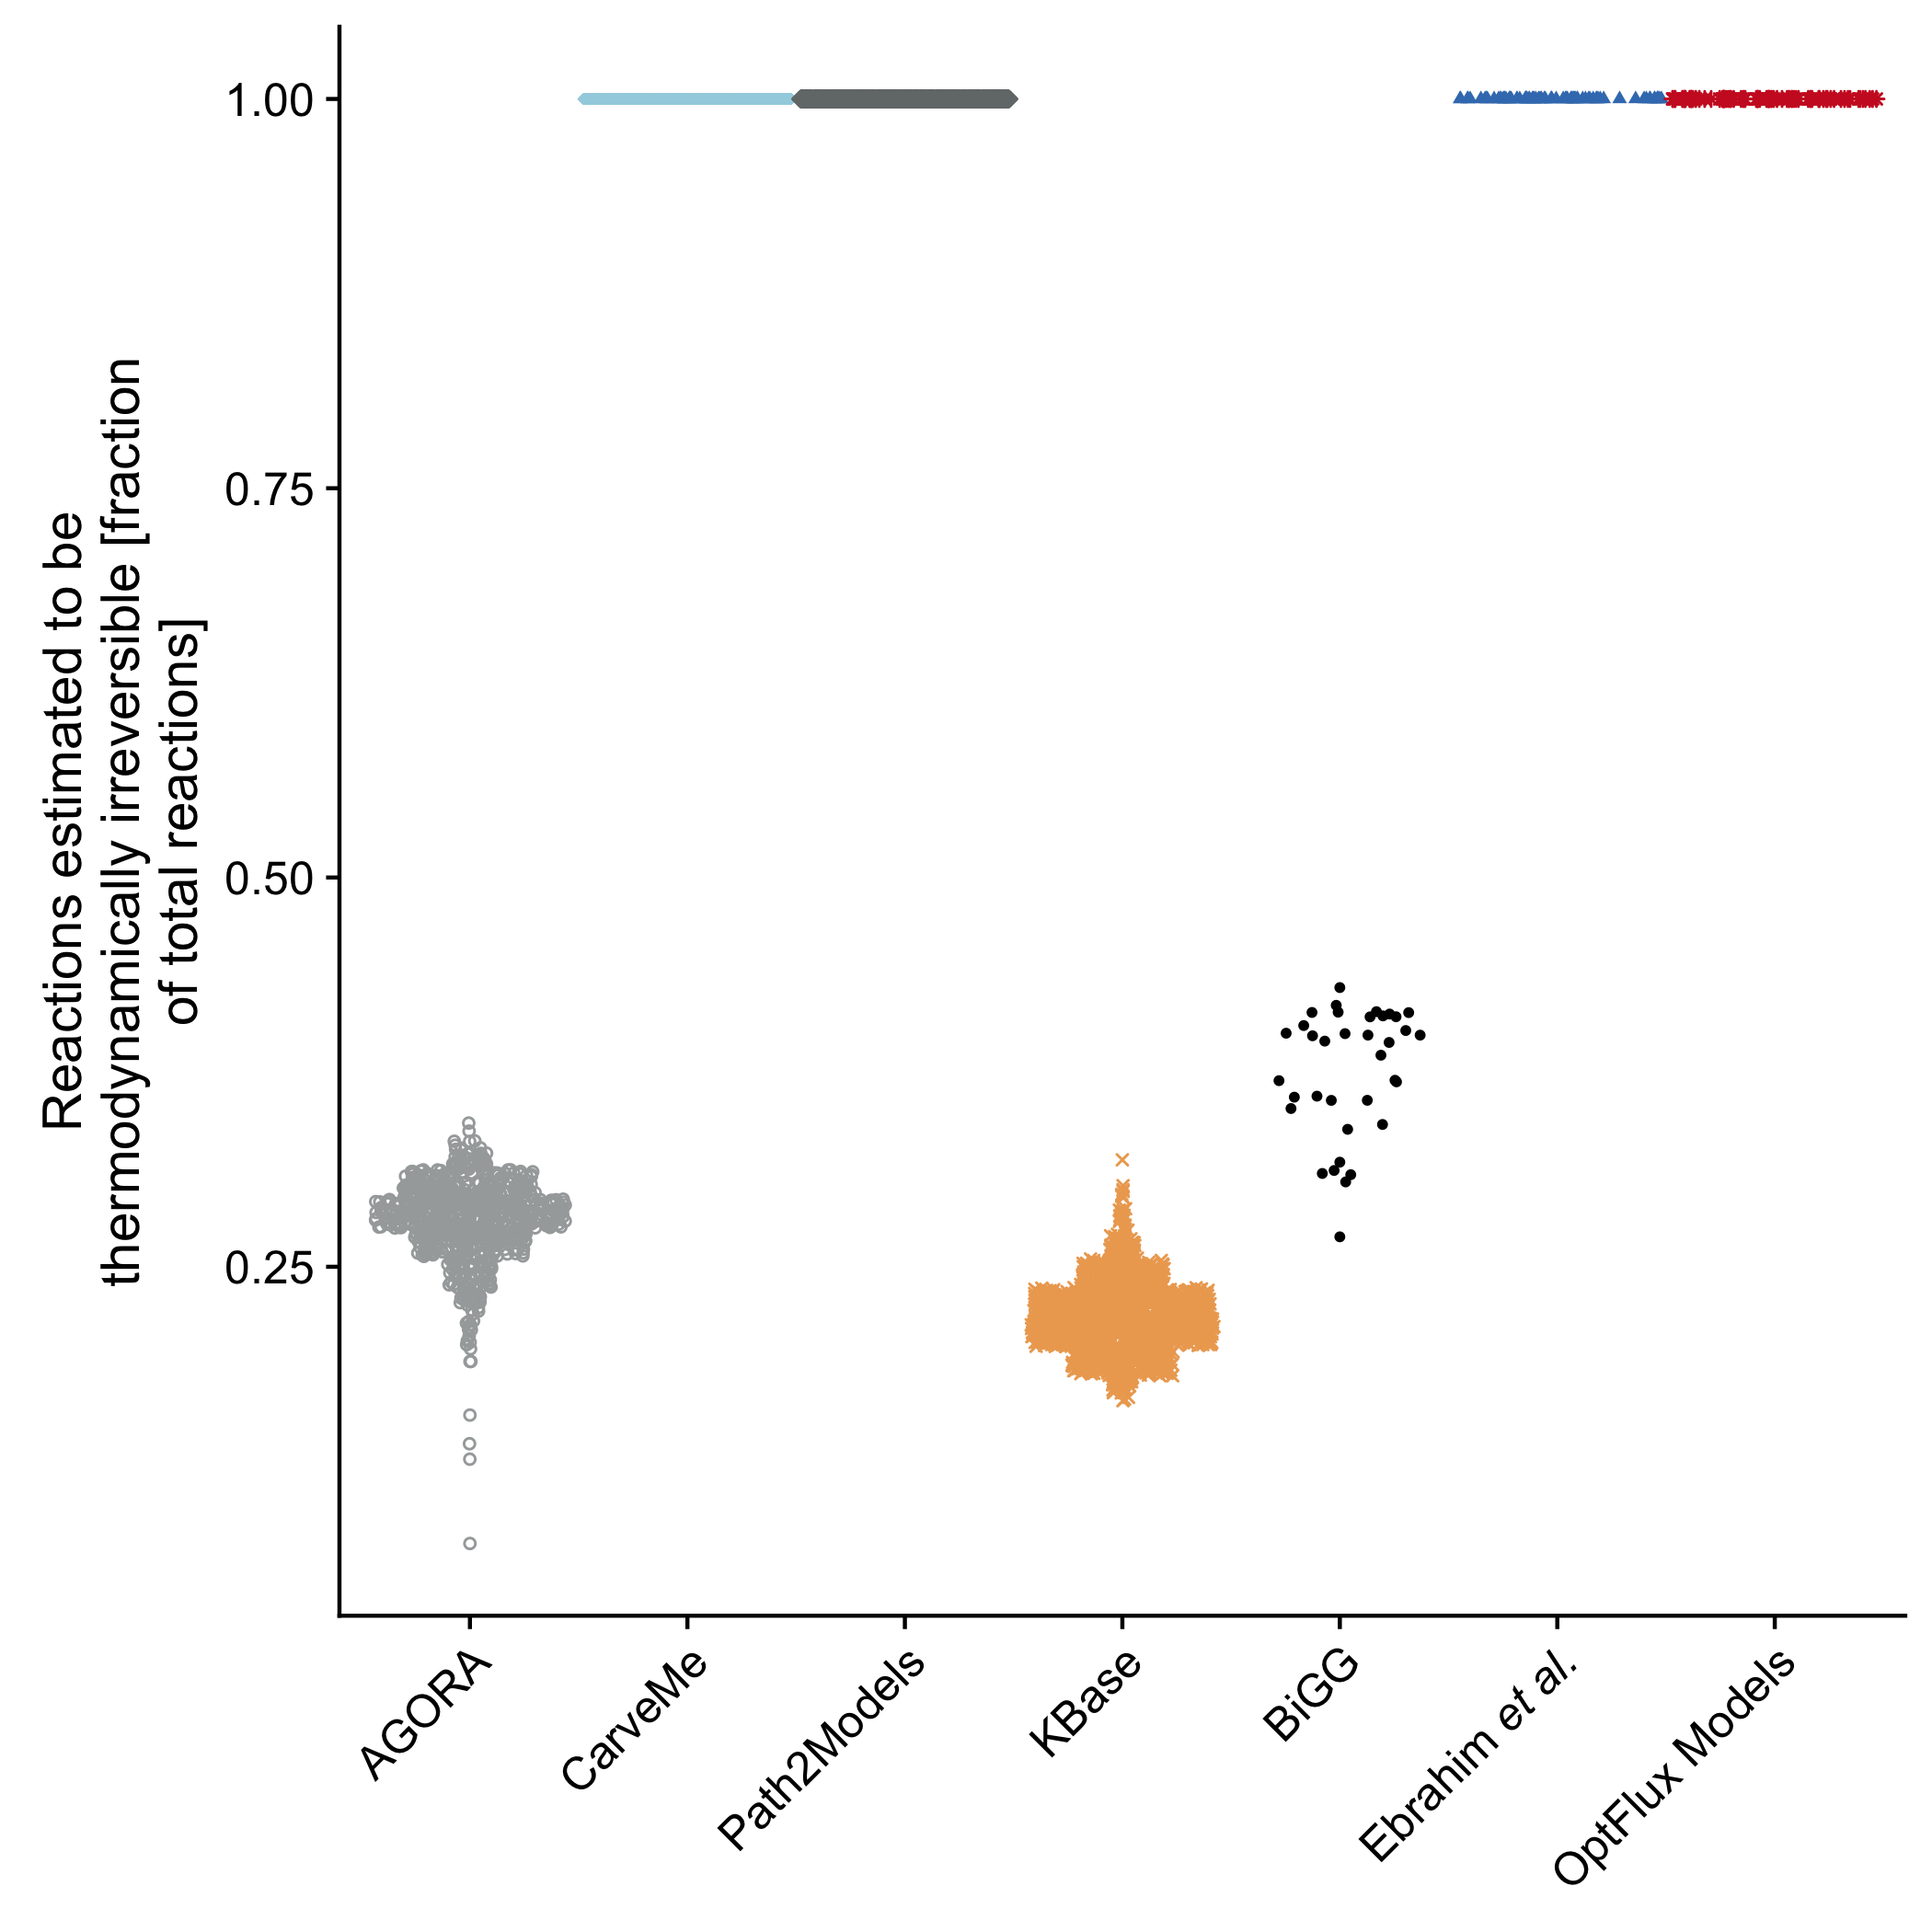 Reactions estimated to be
thermodynamically irreversible [fraction
of total reactions]
1.00
0.75
0.50
0.25
AGORA
CarveMe
Path2Models
KBase
BiGG
Ebrahim et al.
OptFlux Models